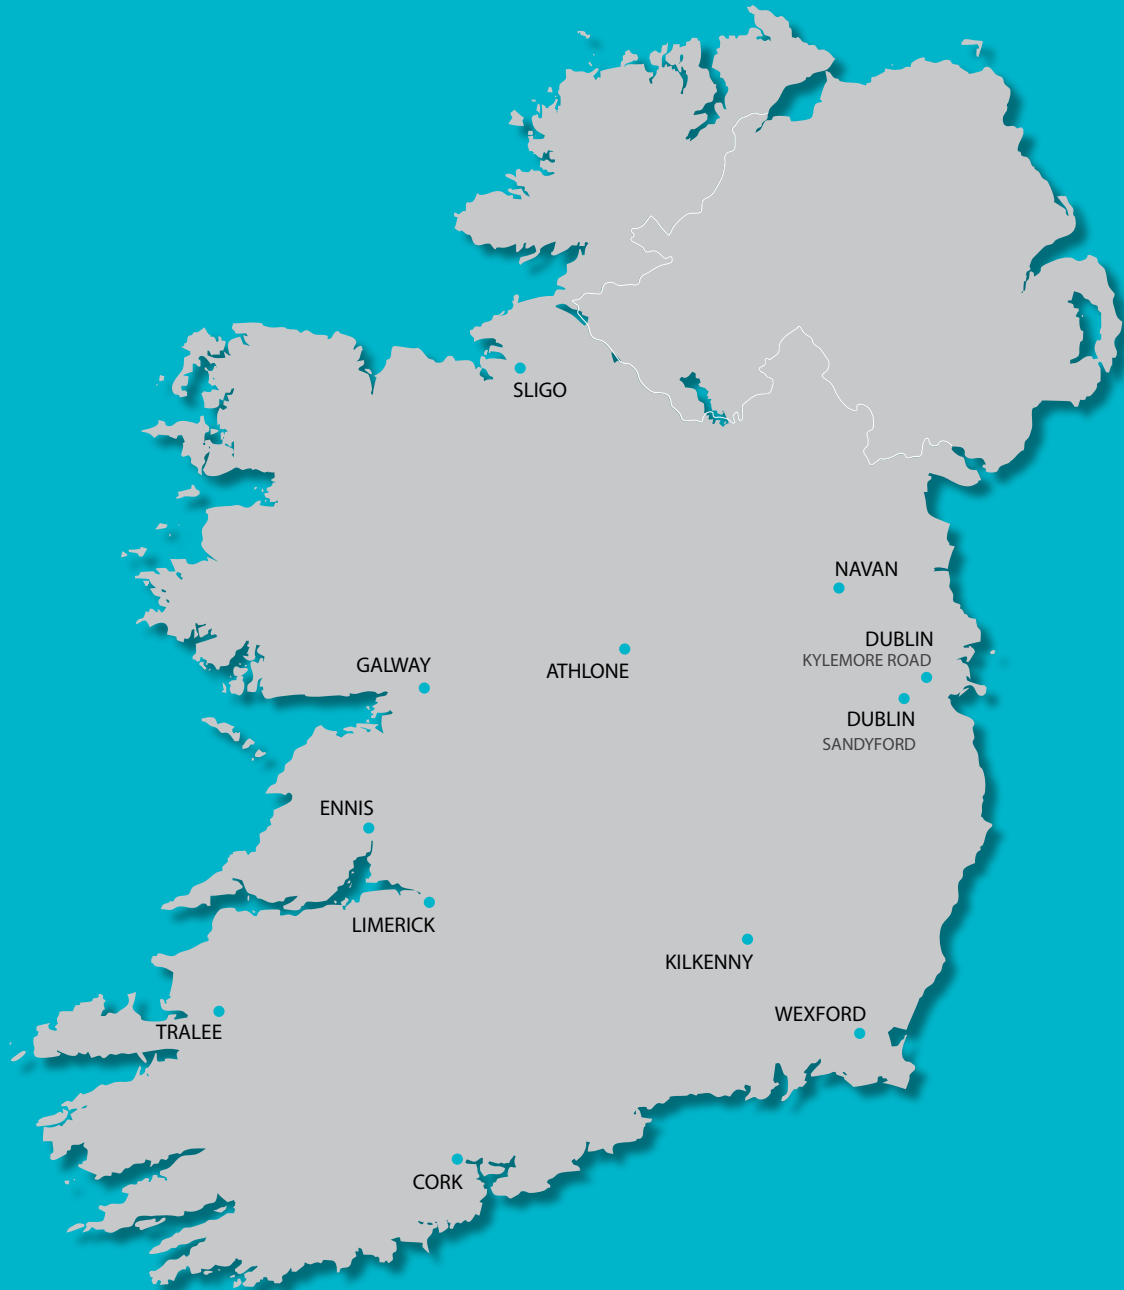 SLIGO
NAVAN
DUBLIN
KYLEMORE ROAD
GALWAY
ATHLONE
DUBLIN
SANDYFORD
ENNIS
LIMERICK
KILKENNY
WEXFORD
TRALEE
CORK